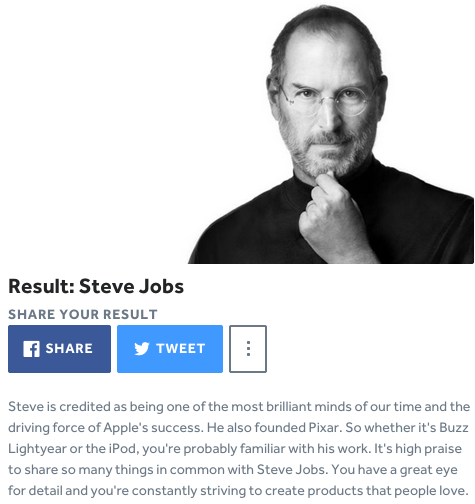 Result: Steve Jobs
SHARE YOUR RESULT
SHARE TWEET
Steve is credited as being one of the most brilliant minds of our time and the
driving force of Apple's success. He also founded Pixar. So whether it's Buzz
Lightyear or the iPod, you're probably familiar with his work. It's high praise
to share so many things in common with Steve Jobs. You have a great eye
for detail and you're constantly striving to create products that people love.